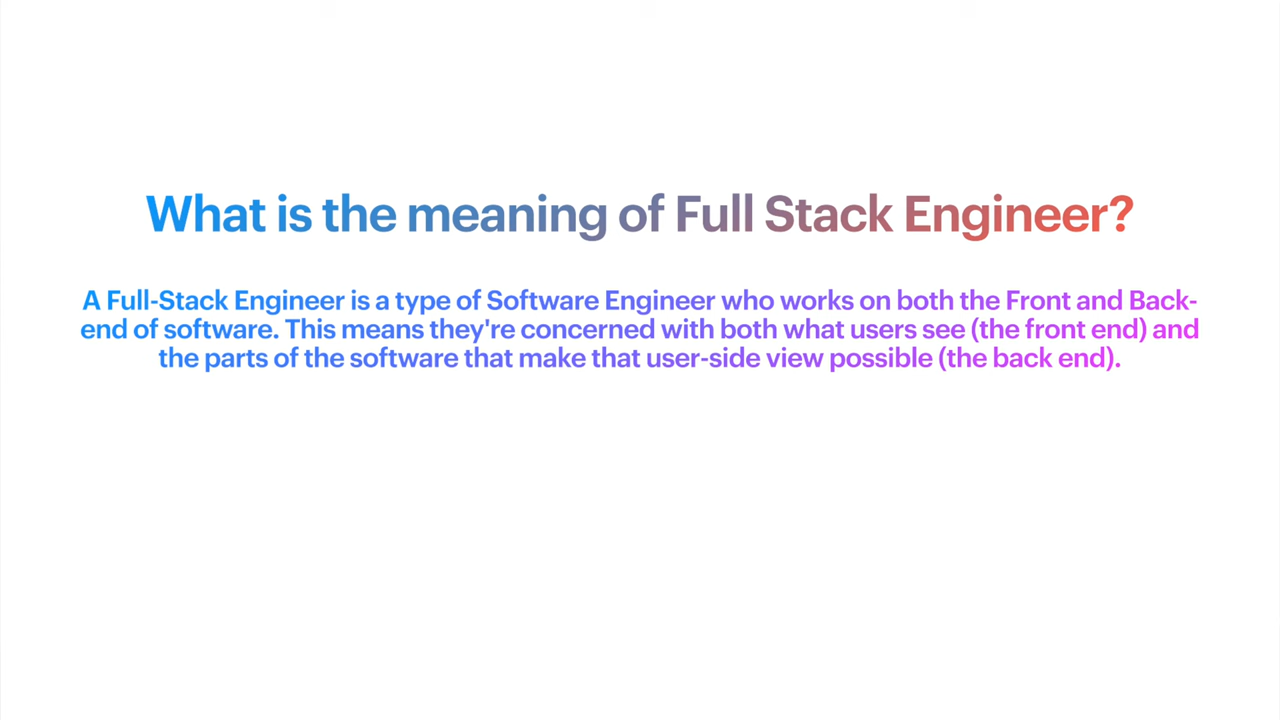 What is the meaning of Full Stack Engineer?
A Full-Stack Engineer is a type of Software Engineer who works on both the Front and Back-
end of software. This means they're concerned with both what users see (the front end) and
the parts of the software that make that user-side view possible (the back end).